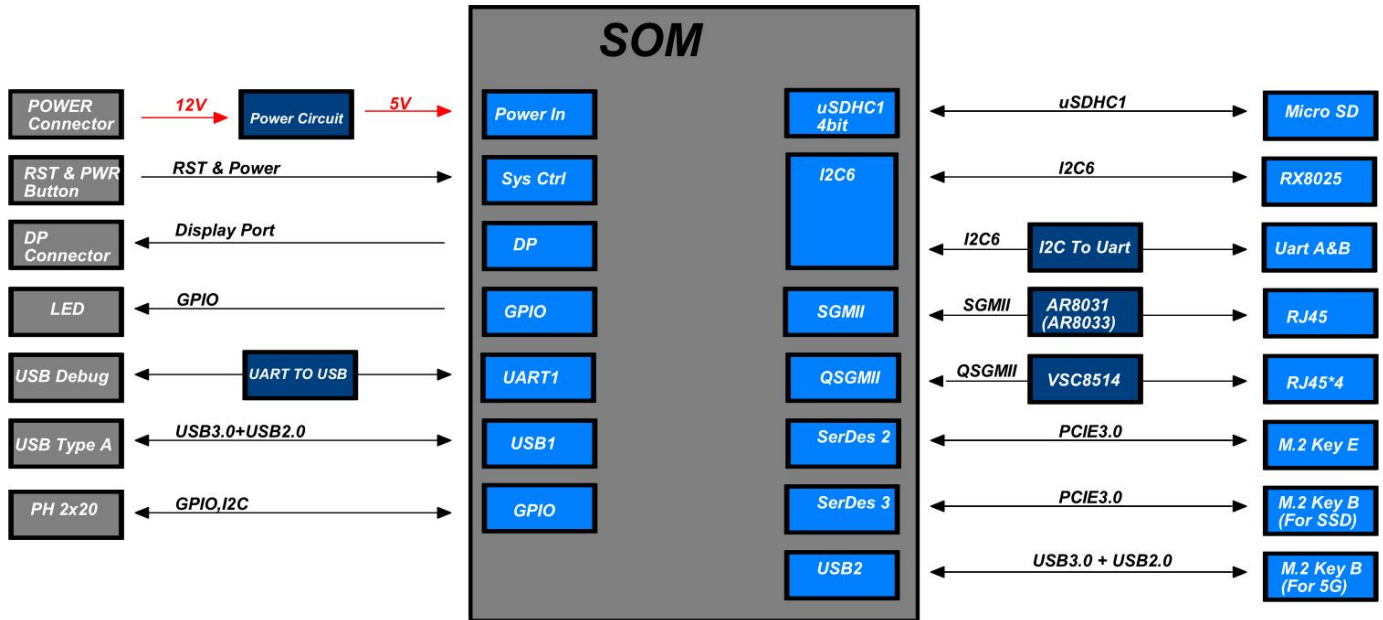 SOM
POWER
Connector
12V
Power Circuit
5V
Power In
uSDHC1
4bit
uSDHC1
Micro SD
RST & PWR
Button
RST & Power
Sys Ctrl
I2C6
I2C6
RX8025
DP
Connector
Display Port
DP
I2C6
I2C To Uart
Uart A&B
LED
GPIO
GPIO
SGMII
SGMII
AR8031
(AR8033)
RJ45
USB Debug
UART TO USB
UART1
QSGMII
QSGMII
VSC8514
RJ45*4
USB Type A
USB3.0+USB2.0
USB1
SerDes 2
PCIE3.0
M.2 Key E
PH 2x20
GPIO,I2C
GPIO
SerDes 3
PCIE3.0
M.2 Key B
(For SSD)
USB2
USB3.0 + USB2.0
M.2 Key B
(For 5G)